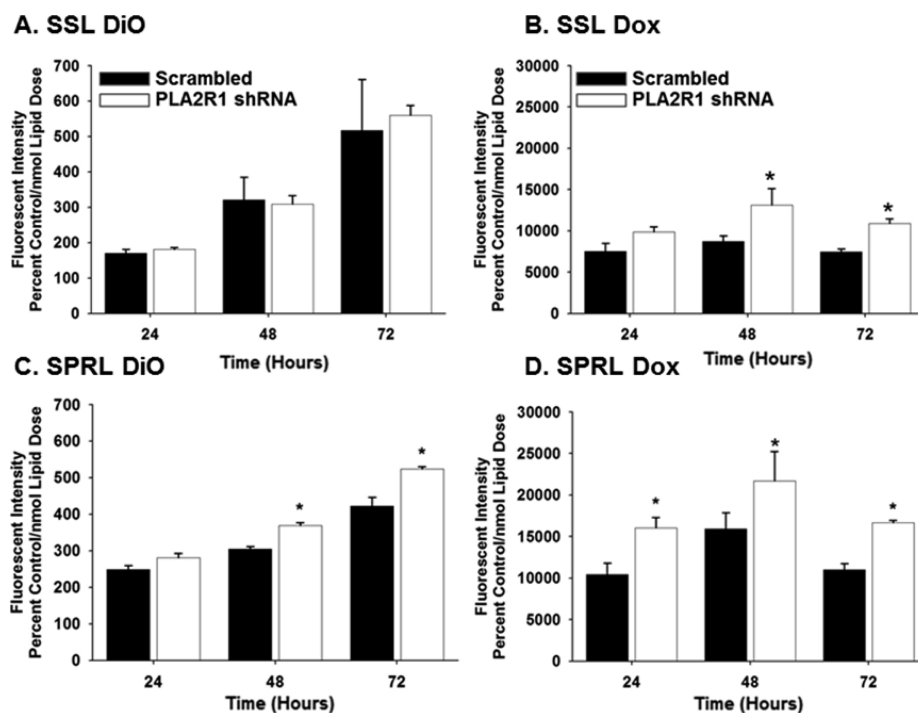 A. SSL DiO
Fluorescent Intensity
Percent Control/nmol Lipid Dose
700
600
500
400
300
200
100
0
Scrambled
PLA2R1 shRNA
24
48
72
Time (Hours)
B. SSL Dox
Fluorescent Intensity
Percent Control/nmol Lipid Dose
30000
25000
20000
15000
10000
5000
0
Scrambled
PLA2R1 shRNA
*
*
24
48
72
Time (Hours)
C. SPRL DiO
Fluorescent Intensity
Percent Control/nmol Lipid Dose
700
600
500
400
300
200
100
0
*
*
24
48
72
Time (Hours)
D. SPRL Dox
Fluorescent Intensity
Percent Control/nmol Lipid Dose
30000
25000
20000
15000
10000
5000
0
*
*
*
24
48
72
Time (Hours)